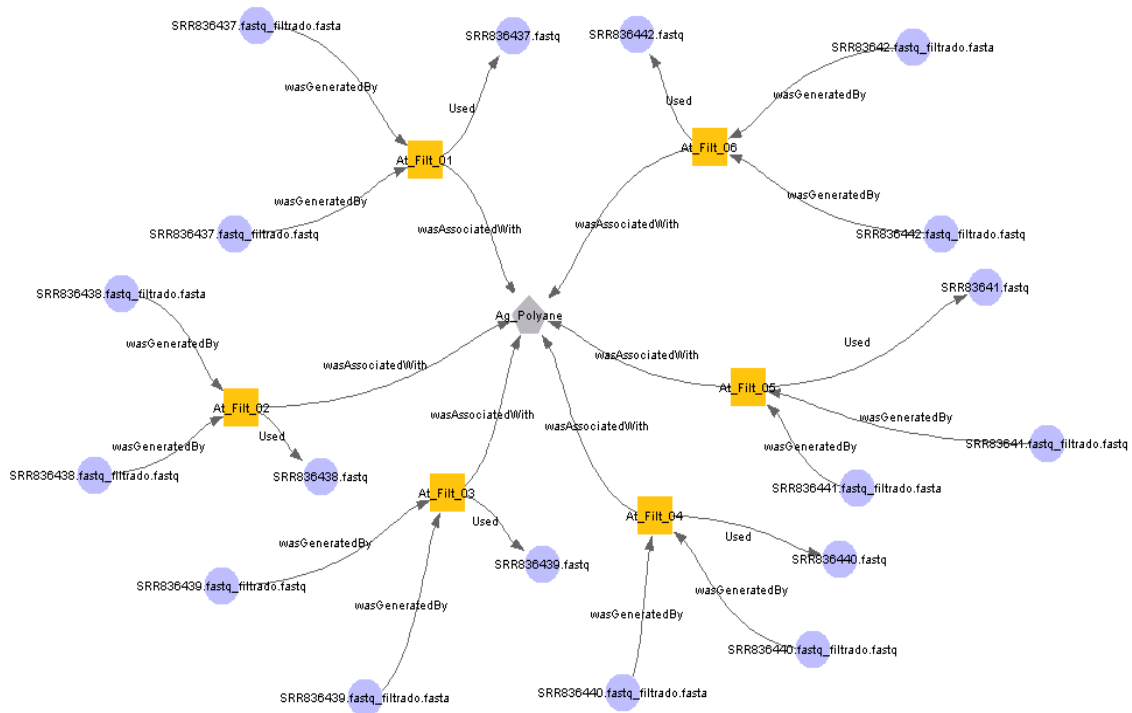 SRR836437.fastq_filtrado.fasta
SRR836437.fastq
SRR836442.fastq
SRR83642.fastq_filtrado.fasta
wasGeneratedBy
Used
Used
wasGeneratedBy
At_Filt_01
At_Filt_06
wasGeneratedBy
wasGeneratedBy
SRR836437.fastq_filtrado.fastq
wasAssociatedWith
wasAssociatedWith
SRR836442.fastq_filtrado.fastq
SRR836438.fastq_filtrado.fasta
SRR83641.fastq
Ag_Polyane
wasGeneratedBy
Used
wasAssociatedWith
wasAssociatedWith
At_Filt_02
At_Filt_05
wasAssociatedWith
wasGeneratedBy
wasAssociatedWith
wasGeneratedBy
Used
wasGeneratedBy
SRR83641.fastq_filtrado.fastq
SRR836438.fastq_filtrado.fastq
SRR836438.fastq
SRR836441.fastq_filtrado.fasta
At_Filt_03
At_Filt_04
Used
Used
wasGeneratedBy
SRR836439.fastq
SRR836440.fastq
SRR836439.fastq_filtrado.fastq
wasGeneratedBy
wasGeneratedBy
wasGeneratedBy
SRR836440.fastq_filtrado.fasta
SRR836440.fastq_filtrado.fasta
SRR836439.fastq_filtrado.fasta